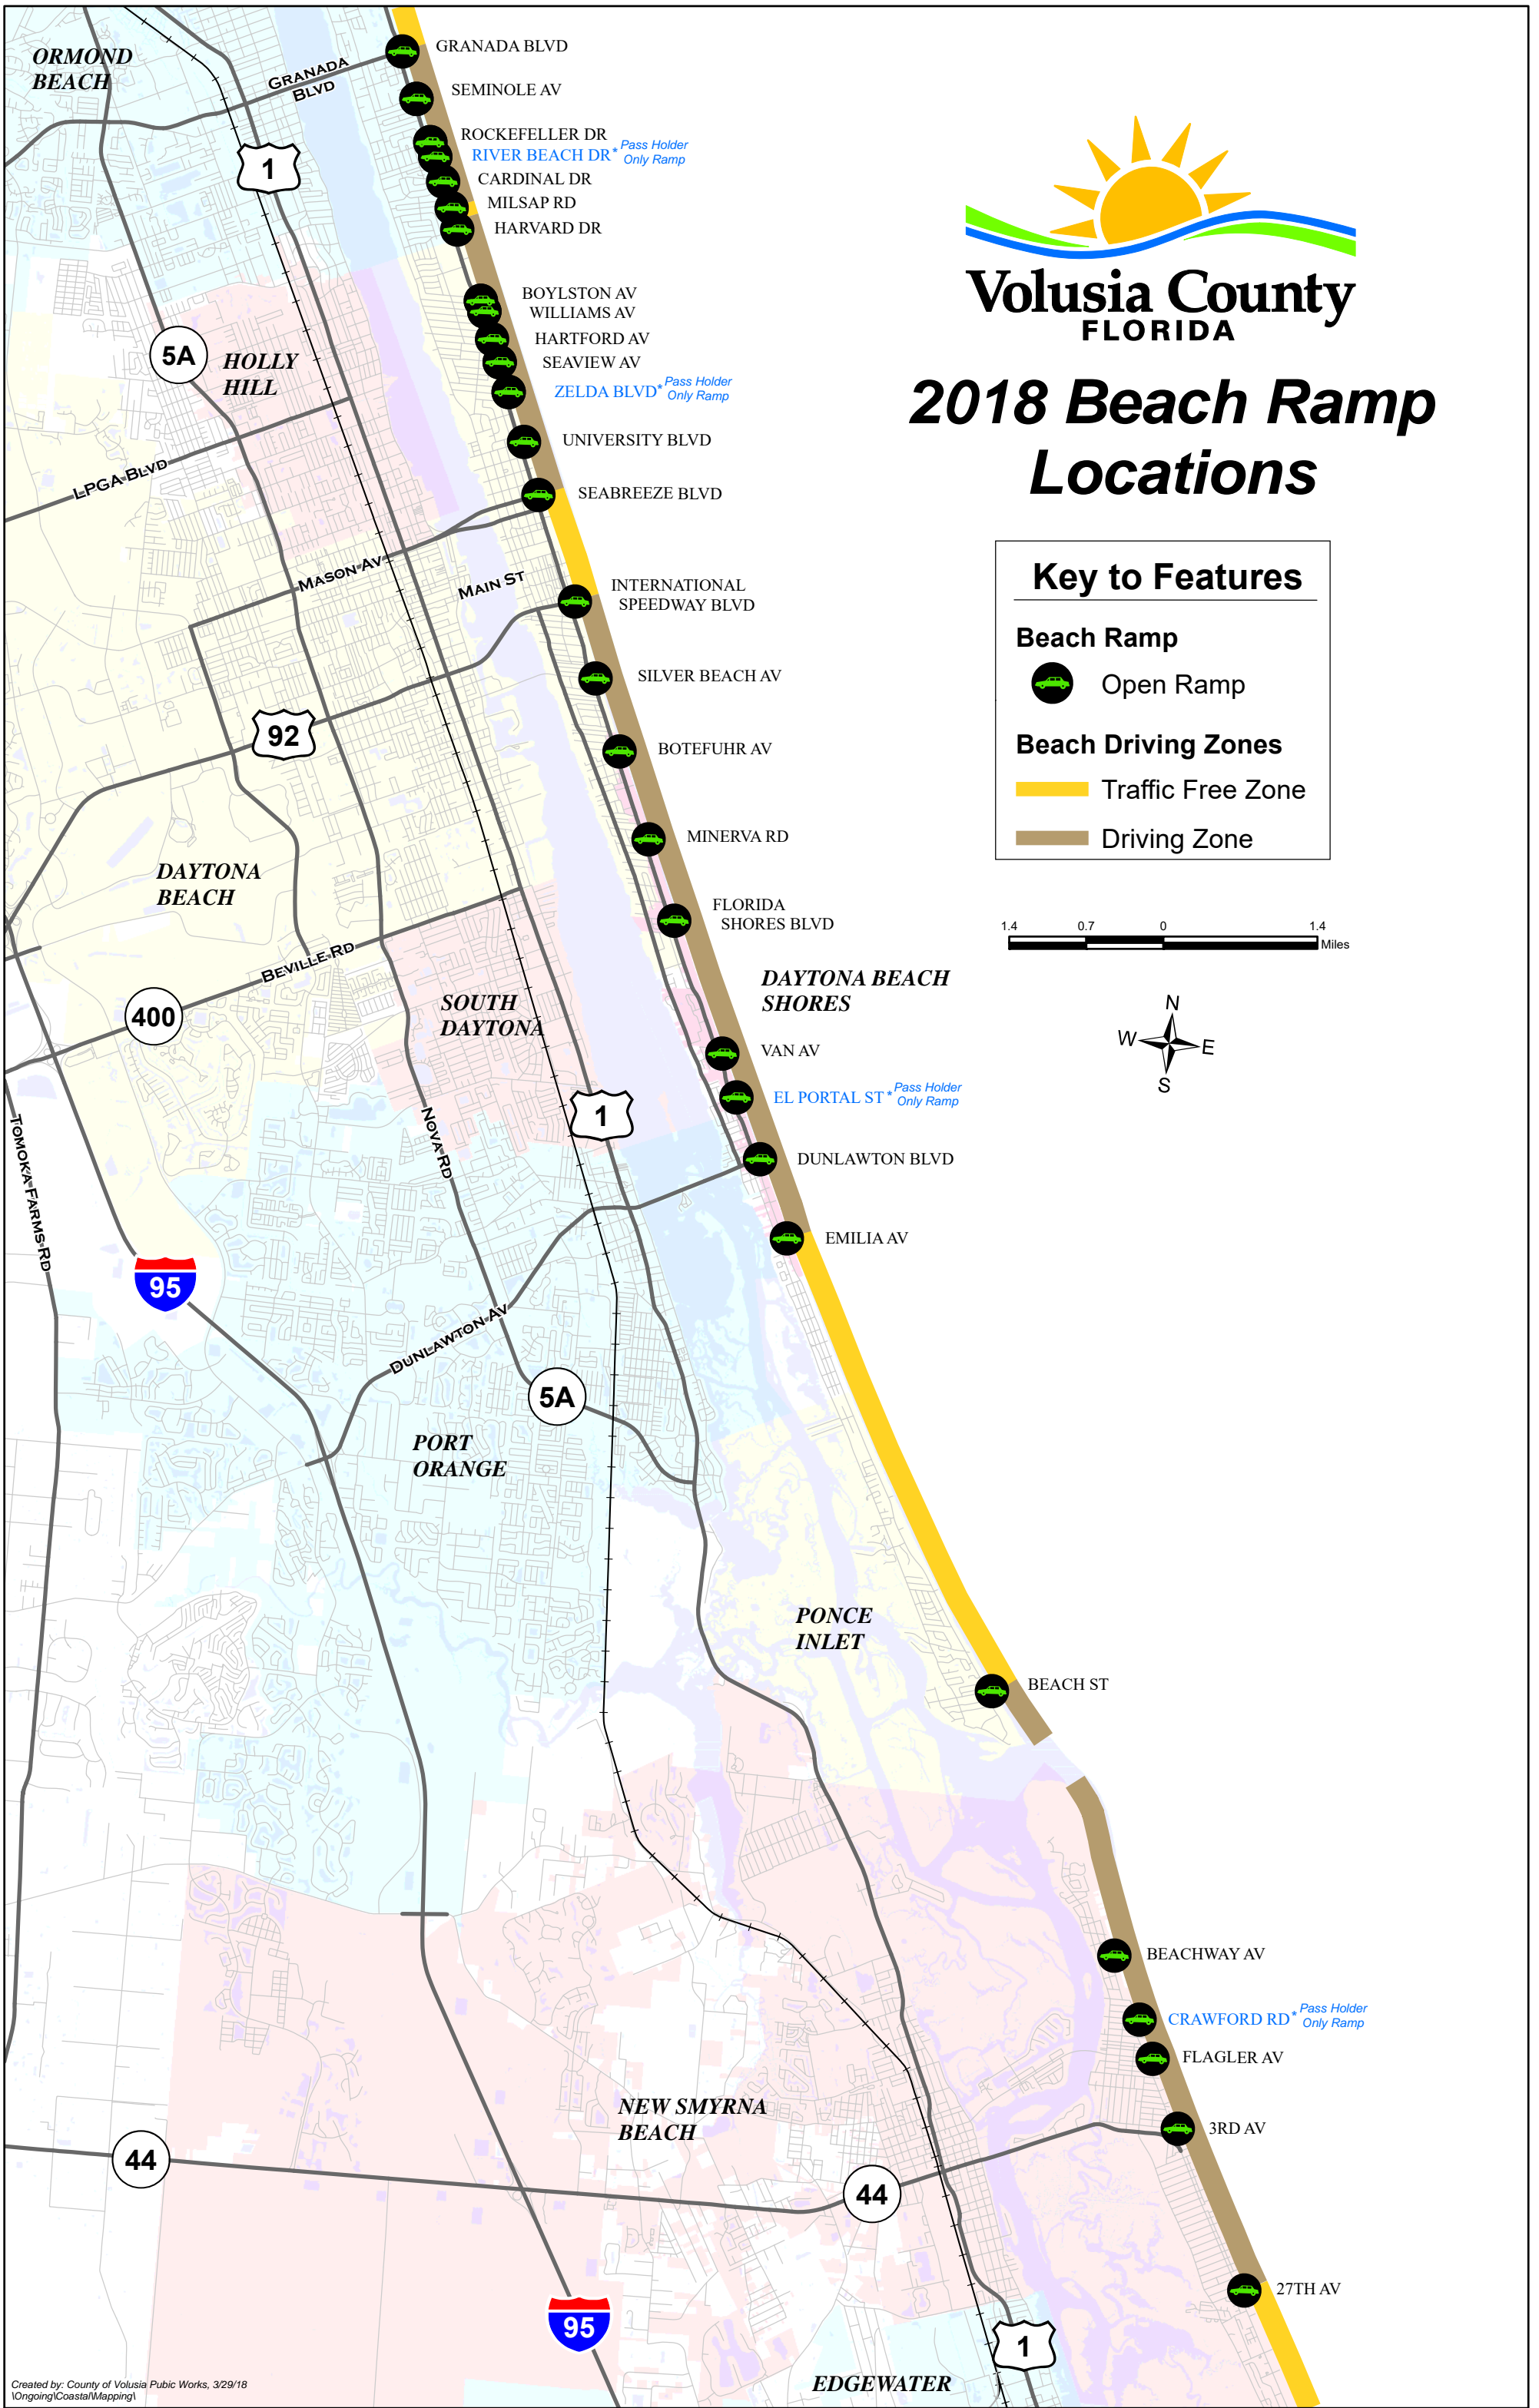 ORMOND
BEACH
GRANADA
BLVD
1
5A
HOLLY
HILL
LPGA BLVD
MASON AV
MAIN ST
92
DAYTONA
BEACH
BEVILLE RD
400
SOUTH
DAYTONA
1
NOVA RD
TOMOKA FARMS RD
95
DUNLAWTON AV
5A
PORT
ORANGE
PONCE
INLET
NEW SMYRNA
BEACH
44
44
95
1
EDGEWATER
GRANADA BLVD
SEMINOLE AV
ROCKEFELLER DR
RIVER BEACH DR* Pass Holder
Only Ramp
CARDINAL DR
MILSAP RD
HARVARD DR
BOYLSTON AV
WILLIAMS AV
HARTFORD AV
SEAVIEW AV
ZELDA BLVD* Pass Holder
Only Ramp
UNIVERSITY BLVD
SEABREEZE BLVD
INTERNATIONAL
SPEEDWAY BLVD
SILVER BEACH AV
BOTEFUHR AV
MINERVA RD
FLORIDA
SHORES BLVD
DAYTONA BEACH
SHORES
VAN AV
EL PORTAL ST* Pass Holder
Only Ramp
DUNLAWTON BLVD
EMILIA AV
BEACH ST
BEACHWAY AV
CRAWFORD RD* Pass Holder
Only Ramp
FLAGLER AV
3RD AV
27TH AV
Volusia County
FLORIDA
2018 Beach Ramp
Locations
Key to Features
Beach Ramp
Open Ramp
Beach Driving Zones
Traffic Free Zone
Driving Zone
1.4 0.7 0 1.4
Miles
N
W E
S
Created by: County of Volusia Pubic Works, 3/29/18
\Ongoing\Coastal\Mapping\